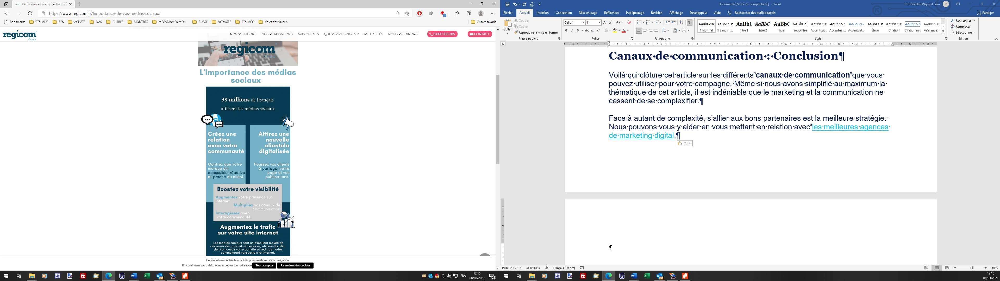 L'importance de vos médias soci
https://www.regicom.fr/limportance-de-vos-medias-sociaux/
Bookmarks BTS MUC SES ACHATS NAS AUTRES MONTRES MECANISMES MO... RUSSE VOYAGES BTS MCO Volet des favoris Autres favoris
regicom
COR
NOS SOLUTIONS NOS RÉALISATIONS AVIS CLIENTS QUI SOMMES-NOUS ? ACTUALITÉS NOUS REJOINDRE 0 800 100 285 CONTACT
regicom
L'importance des médias
sociaux
39 millions de Français
utilisent les médias sociaux
Créez une
relation
avec votre
communauté
Attirez une
nouvelle
clientèle
digitalisée
Montrez que votre
marque est
accessible, réactive
et proche du client.
Poussez vos clients
à partager votre
page et vos
publications.
Boostez votre visibilité
Augmentez votre présence sur
internet
Multipliez vos canaux de
communication
Interagissez avec
votre communauté.
Augmentez le trafic
sur votre site internet
Les médias sociaux sont un excellent moyen de
découvrir des produits et services, utilisez-les afin
de promouvoir votre activité et rediriger votre
communauté vers votre site internet.
Ce site internet utilise les cookies pour améliorer votre navigation.
En continuant votre visite vous acceptez leur utilisation Tout accepter Paramètres des cookies
FRA
12:15
08/03/2021
21
Document6 [Mode de compatibilité] - Word
moroni.alain@gmail.com M
Fichier Accueil Insertion Conception Mise en page Références Publipostage Révision Affichage Développeur Aide Rechercher des outils adaptés Partager
Coller
Couper
Copier
Reproduire la mise en forme
Presse-papiers
Calibri 11
G I S abc x₂ x²
Police
Paragraphe
AaBbCcDc AaBbCcDc AaBb( AaBbC AaBb( AaBbCcD AaBbCcDc AaBbCcDc AaBbCcDc AaBbCcDc AaBbCcDc AaBbCcDc AABBCCDC
¶ Normal ¶ Sans int... Titre 1 Titre 2 Titre Sous-titre Accentuat... Accentuat... Accentuat... Élevé Citation Citation in... Référence...
Styles
Rechercher
Remplacer
Sélectionner
Édition
Canaux·de·communication·:·Conclusion¶
Voilà·qui·clôture·cet·article·sur·les·différents°canaux·de·communication°que·vous·
pouvez·utiliser·pour·votre·campagne.·Même·si·nous·avons·simplifié·au·maximum·la·
thématique·de·cet·article,·il·est·indéniable·que·le·marketing·et·la·communication·ne·
cessent·de·se·complexifier.¶
Face·à·autant·de·complexité,·s'allier·aux·bons·partenaires·est·la·meilleure·stratégie.·
Nous·pouvons·vous·y·aider·en·vous·mettant·en·relation·avec°les·meilleures·agences·
de·marketing·digital.¶
(Ctrl)
¶
Page 14 sur 14 3369 mots Français (France) 180 %
12:15
08/03/2021